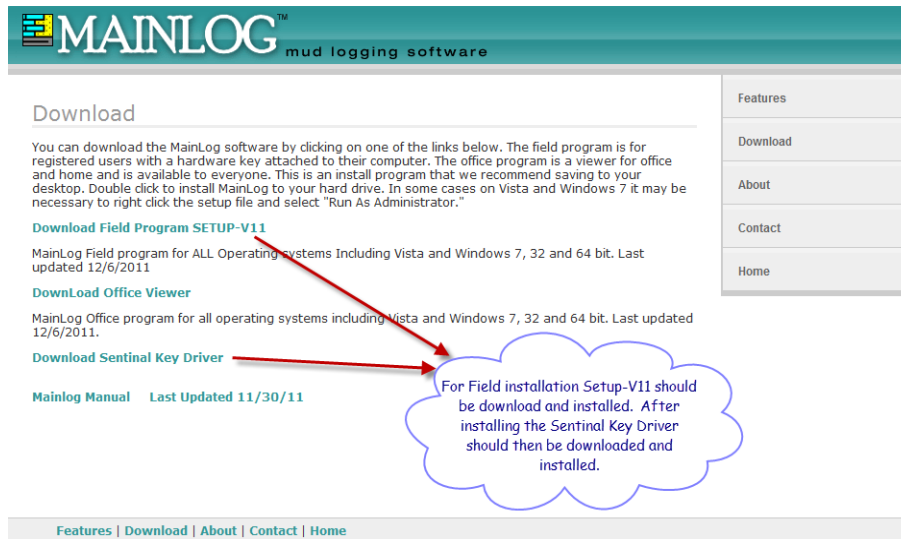 MAINLOG™
mud logging software
Download
You can download the MainLog software by clicking on one of the links below. The field program is for
registered users with a hardware key attached to their computer. The office program is a viewer for office
and home and is available to everyone. This is an install program that we recommend saving to your
desktop. Double click to install MainLog to your hard drive. In some cases on Vista and Windows 7 it may be
necessary to right click the setup file and select "Run As Administrator."
Download Field Program SETUP-V11
MainLog Field program for ALL Operating systems Including Vista and Windows 7, 32 and 64 bit. Last
updated 12/6/2011
DownLoad Office Viewer
MainLog Office program for all operating systems including Vista and Windows 7, 32 and 64 bit. Last updated
12/6/2011.
Download Sentinal Key Driver
Mainlog Manual Last Updated 11/30/11
For Field installation Setup-V11 should
be download and installed. After
installing the Sentinal Key Driver
should then be downloaded and
installed.
Features
Download
About
Contact
Home
Features | Download | About | Contact | Home